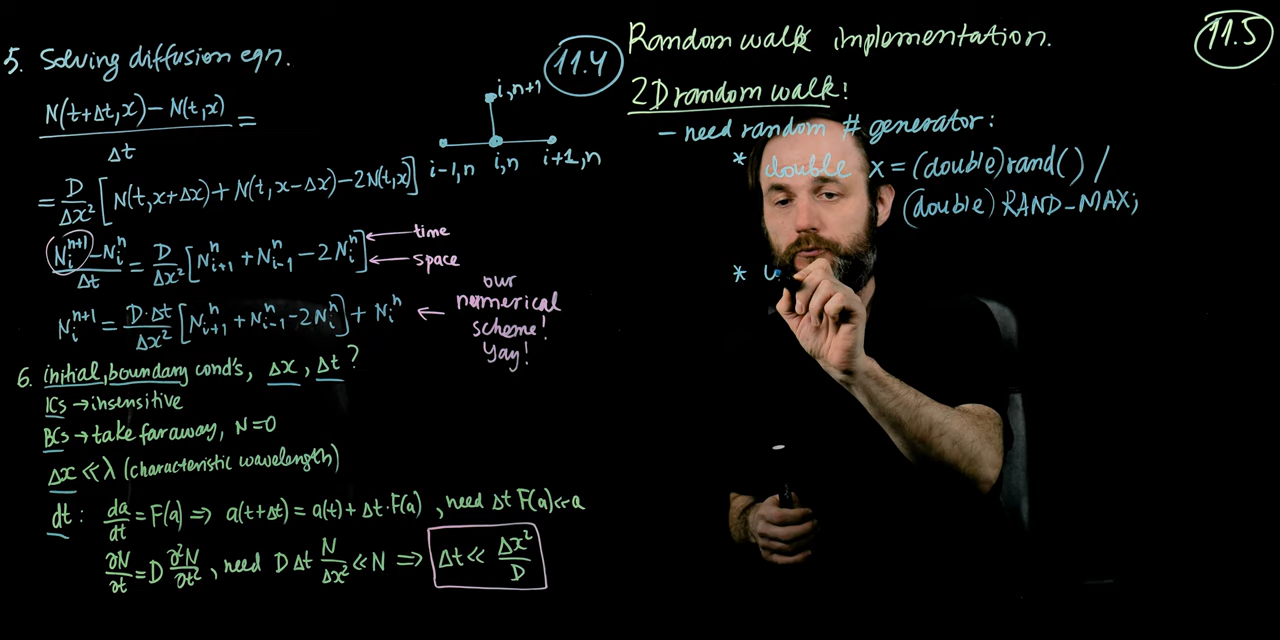 5. Solving diffusion eqn.
11.4
N(t+Δt,x)−N(t,x) / Δt =
= D/Δx² [N(t,x+Δx)+N(t,x−Δx)−2N(t,x)]
i,n+1
i−1,n i,n i+1,n
(N_i^{n+1} − N_i^n)/Δt = D/Δx² [N_{i+1}^n + N_{i−1}^n − 2N_i^n]
← time
← space
N_i^{n+1} = D·Δt/Δx² [N_{i+1}^n + N_{i−1}^n − 2N_i^n] + N_i^n ←
our
numerical
scheme!
Yay!
6. initial, boundary cond's, Δx, Δt?
ICs → insensitive
BCs → take far away, N=0
Δx ≪ λ (characteristic wavelength)
dt: da/dt = F(a) ⇒ a(t+Δt) = a(t)+Δt·F(a), need Δt F(a)≪a
∂N/∂t = D ∂²N/∂t², need D Δt N/Δx² ≪ N ⇒ Δt ≪ Δx²/D
Random walk implementation.
11.5
2D random walk!
− need random # generator:
* double x = (double)rand() /
(double) RAND_MAX;
*